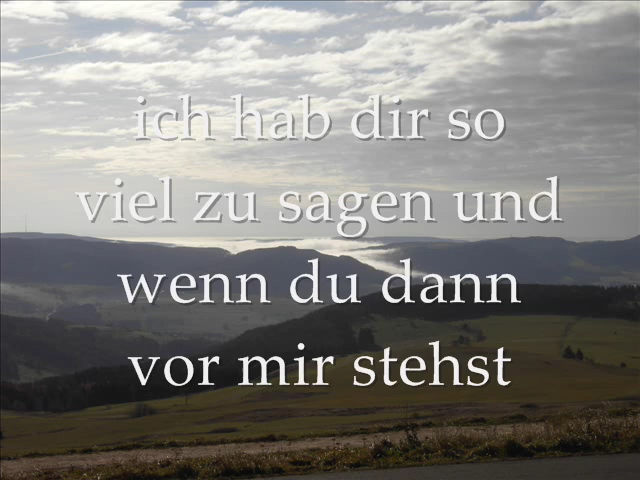 ich hab dir so
viel zu sagen und
wenn du dann
vor mir stehst